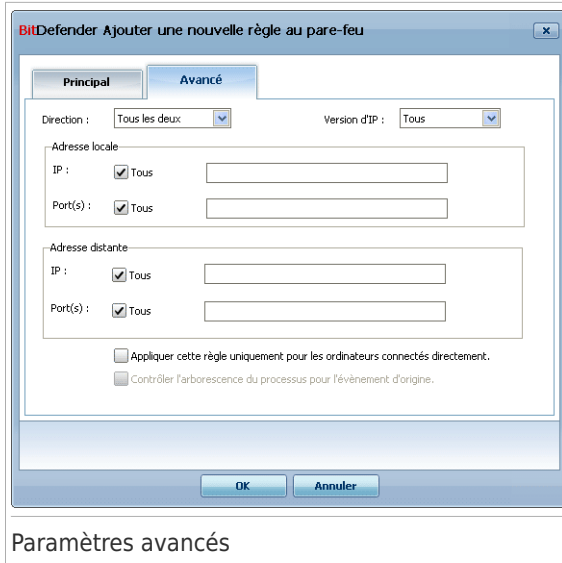 BitDefender Ajouter une nouvelle règle au pare-feu
Principal
Avancé
Direction :
Tous les deux
Version d'IP :
Tous
Adresse locale
IP :
Tous
Port(s) :
Tous
Adresse distante
IP :
Tous
Port(s) :
Tous
Appliquer cette règle uniquement pour les ordinateurs connectés directement.
Contrôler l'arborescence du processus pour l'évènement d'origine.
OK
Annuler
Paramètres avancés